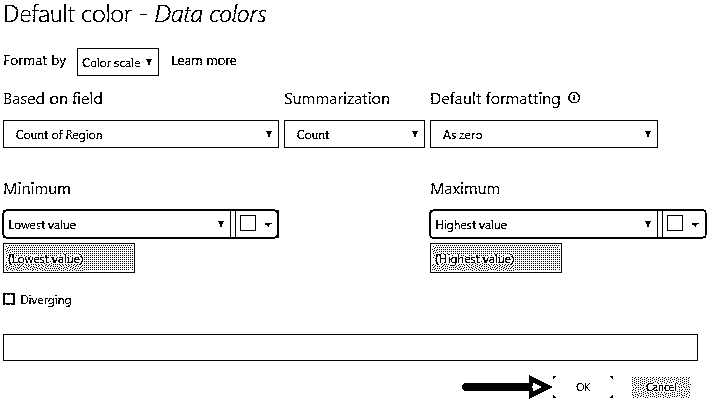 Default color - Data colors
Format by Color scale Learn more
Based on field Summarization Default formatting
Count of Region Count As zero
Minimum Maximum
Lowest value Highest value
(Lowest value) (Highest value)
Diverging
OK Cancel